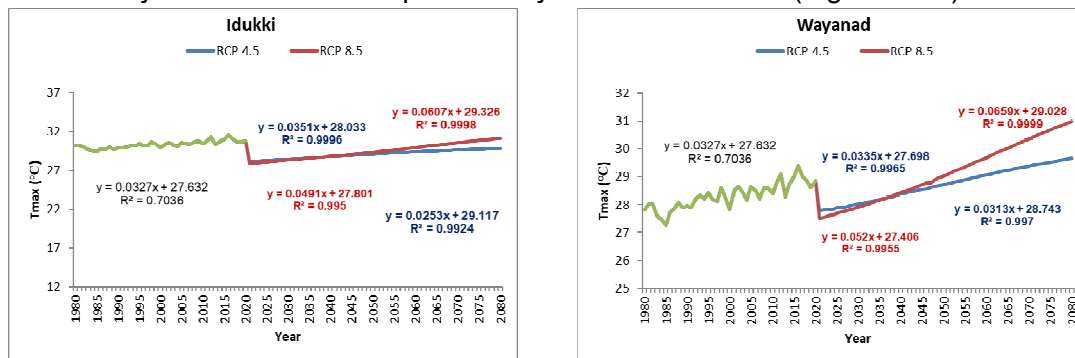 Idukki
RCP 4.5 RCP 8.5
37
32
27
22
17
12
Tmax (°C)
y = 0.0351x + 28.033
R² = 0.9996
y = 0.0607x + 29.326
R² = 0.9998
y = 0.0327x + 27.632
R² = 0.7036
y = 0.0491x + 27.801
R² = 0.995
y = 0.0253x + 29.117
R² = 0.9924
1980 1985 1990 1995 2000 2005 2010 2015 2020 2025 2030 2035 2040 2045 2050 2055 2060 2065 2070 2075 2080
Year
Wayanad
RCP 4.5 RCP 8.5
32
31
30
29
28
27
26
25
Tmax (°C)
y = 0.0659x + 29.028
R² = 0.9999
y = 0.0327x + 27.632
R² = 0.7036
y = 0.0335x + 27.698
R² = 0.9965
y = 0.0313x + 28.743
R² = 0.997
y = 0.052x + 27.406
R² = 0.9955
1980 1985 1990 1995 2000 2005 2010 2015 2020 2025 2030 2035 2040 2045 2050 2055 2060 2065 2070 2075 2080
Year